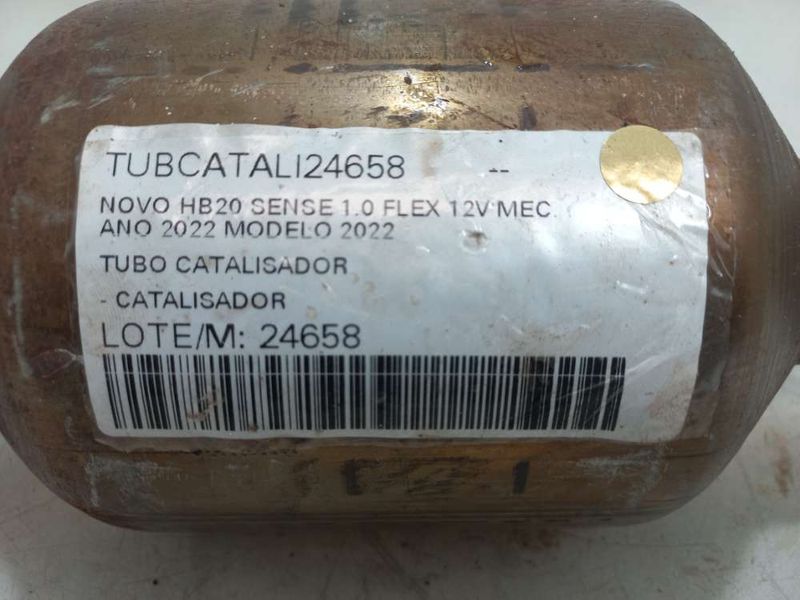 TUBCATALI24658 --
NOVO HB20 SENSE 1.0 FLEX 12V MEC.
ANO 2022 MODELO 2022
TUBO CATALISADOR
- CATALISADOR
LOTE/M: 24658